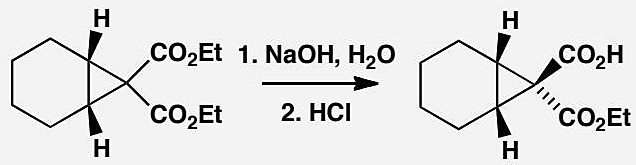 H
CO₂Et
CO₂Et
H
1. NaOH, H₂O
2. HCl
H
CO₂H
CO₂Et
H